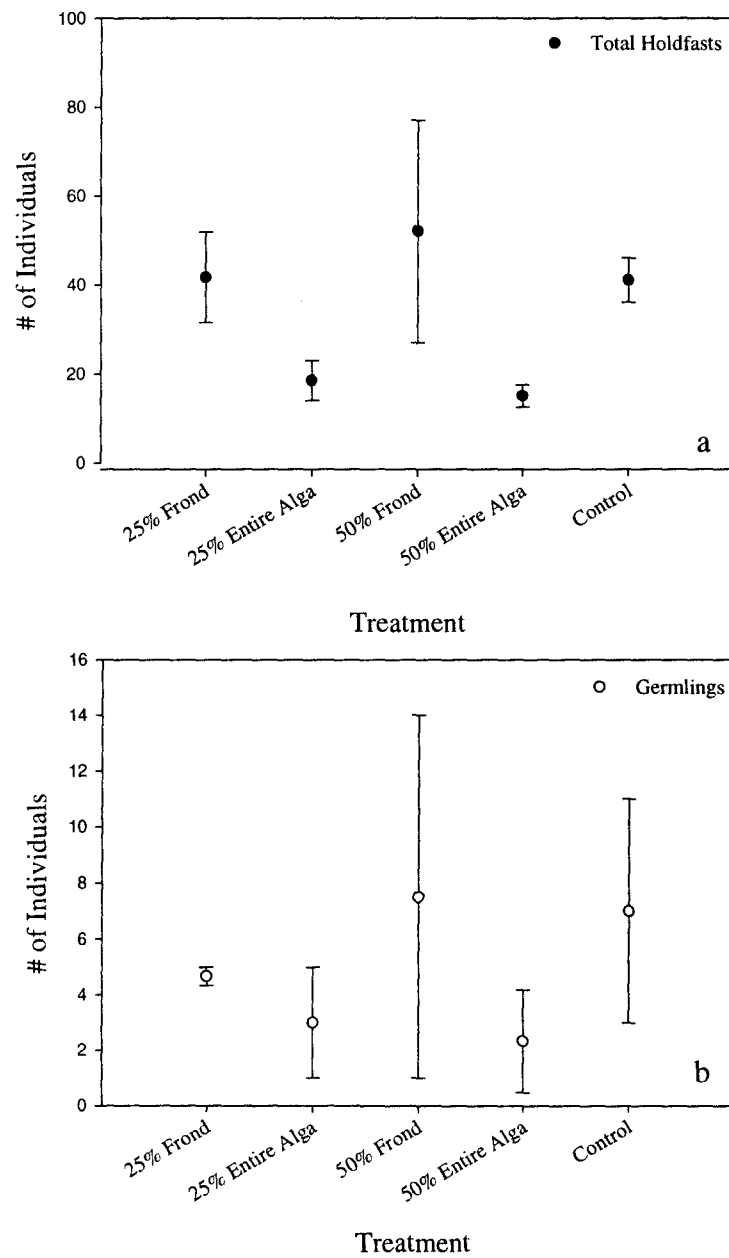 100
80
60
40
20
0
# of Individuals
Total Holdfasts
a
25% Frond
25% Entire Alga
50% Frond
50% Entire Alga
Control
Treatment
16
14
12
10
8
6
4
2
0
# of Individuals
Germlings
b
25% Frond
25% Entire Alga
50% Frond
50% Entire Alga
Control
Treatment